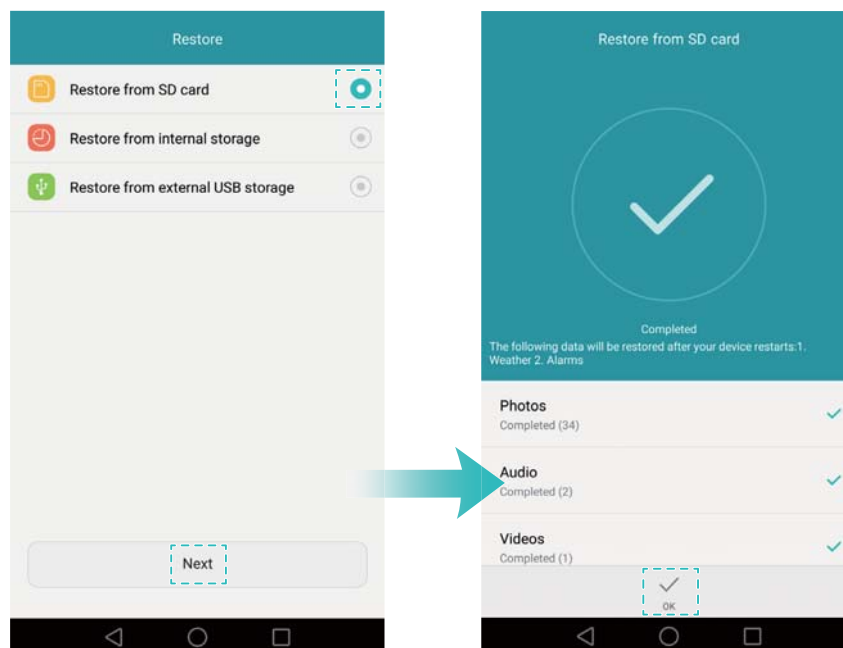 Restore
Restore from SD card
Restore from internal storage
Restore from external USB storage
Next
Restore from SD card
Completed
The following data will be restored after your device restarts:1.
Weather 2. Alarms
Photos
Completed (34)
Audio
Completed (2)
Videos
Completed (1)
OK